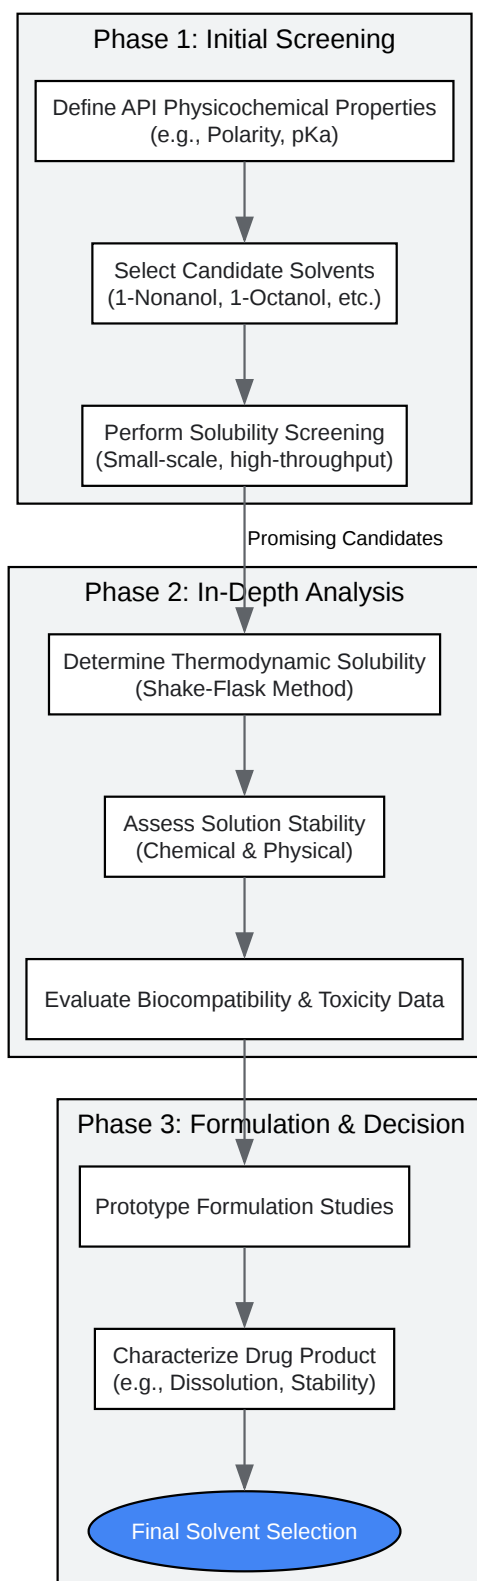 Phase 1: Initial Screening
Define API Physicochemical Properties
(e.g., Polarity, pKa)
Select Candidate Solvents
(1-Nonanol, 1-Octanol, etc.)
Perform Solubility Screening
(Small-scale, high-throughput)
Promising Candidates
Phase 2: In-Depth Analysis
Determine Thermodynamic Solubility
(Shake-Flask Method)
Assess Solution Stability
(Chemical & Physical)
Evaluate Biocompatibility & Toxicity Data
Phase 3: Formulation & Decision
Prototype Formulation Studies
Characterize Drug Product
(e.g., Dissolution, Stability)
Final Solvent Selection